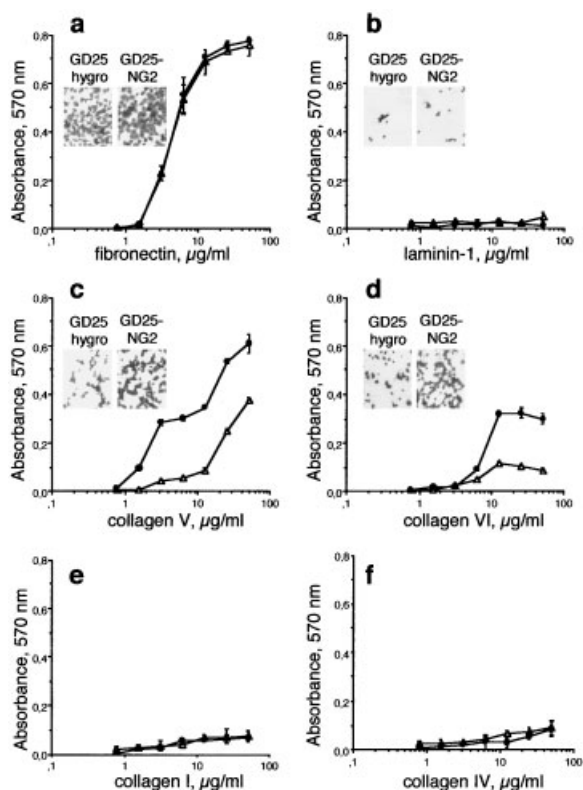 a
GD25 GD25-
hygro NG2
Absorbance, 570 nm
0,8
0,6
0,4
0,2
0,0
,1 1 10 100
fibronectin, µg/ml
b
GD25 GD25-
hygro NG2
Absorbance, 570 nm
0,8
0,6
0,4
0,2
0,0
,1 1 10 100
laminin-1, µg/ml
c
GD25 GD25-
hygro NG2
Absorbance, 570 nm
0,8
0,6
0,4
0,2
0,0
,1 1 10 100
collagen V, µg/ml
d
GD25 GD25-
hygro NG2
Absorbance, 570 nm
0,8
0,6
0,4
0,2
0,0
,1 1 10 100
collagen VI, µg/ml
e
Absorbance, 570 nm
0,8
0,6
0,4
0,2
0,0
,1 1 10 100
collagen I, µg/ml
f
Absorbance, 570 nm
0,8
0,6
0,4
0,2
0,0
,1 1 10 100
collagen IV, µg/ml